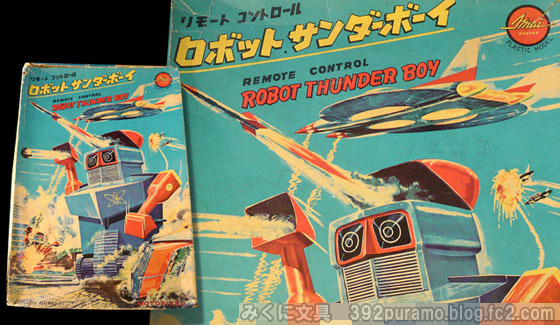 リモート コントロール
ロボット サンダーボーイ
REMOTE CONTROL
ROBOT THUNDER BOY
リモート コントロール
ロボット.サンダーボーイ
REMOTE CONTROL
ROBOT THUNDER BOY
PLASTIC MODEL
みくに文具 392puramo.blog.fc2.com